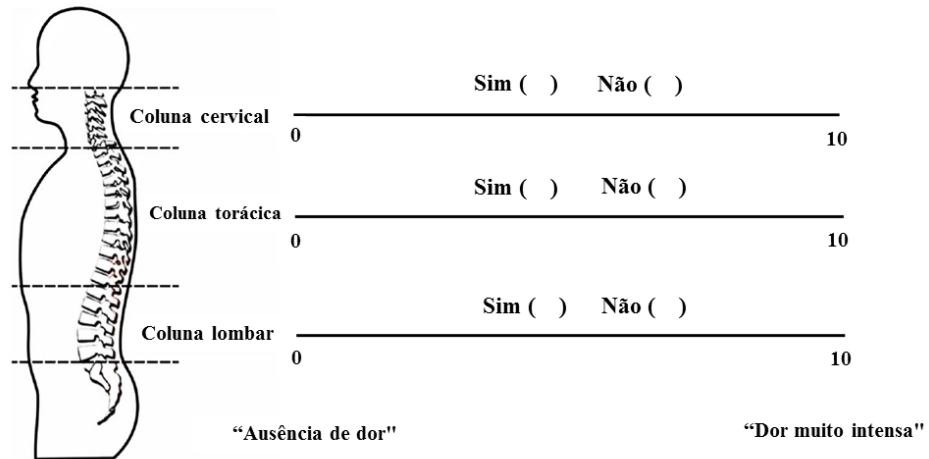 Sim (   )   Não (   )
Coluna cervical
0   10
Sim (   )   Não (   )
Coluna torácica
0   10
Sim (   )   Não (   )
Coluna lombar
0   10
“Ausência de dor"   “Dor muito intensa"